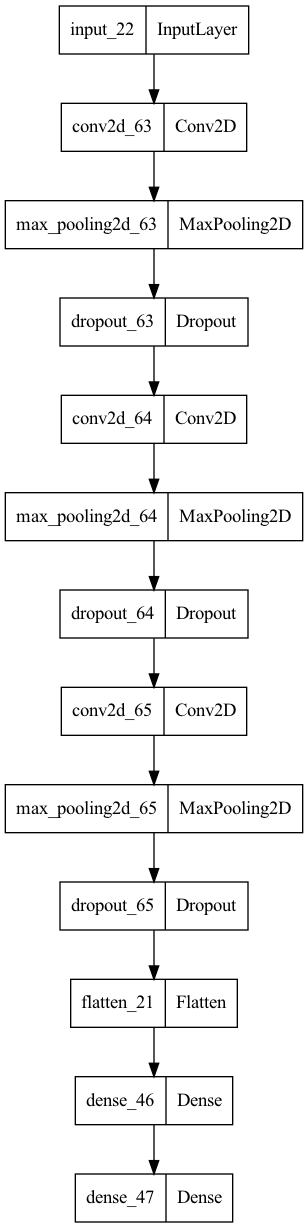 input_22 InputLayer
conv2d_63 Conv2D
max_pooling2d_63 MaxPooling2D
dropout_63 Dropout
conv2d_64 Conv2D
max_pooling2d_64 MaxPooling2D
dropout_64 Dropout
conv2d_65 Conv2D
max_pooling2d_65 MaxPooling2D
dropout_65 Dropout
flatten_21 Flatten
dense_46 Dense
dense_47 Dense